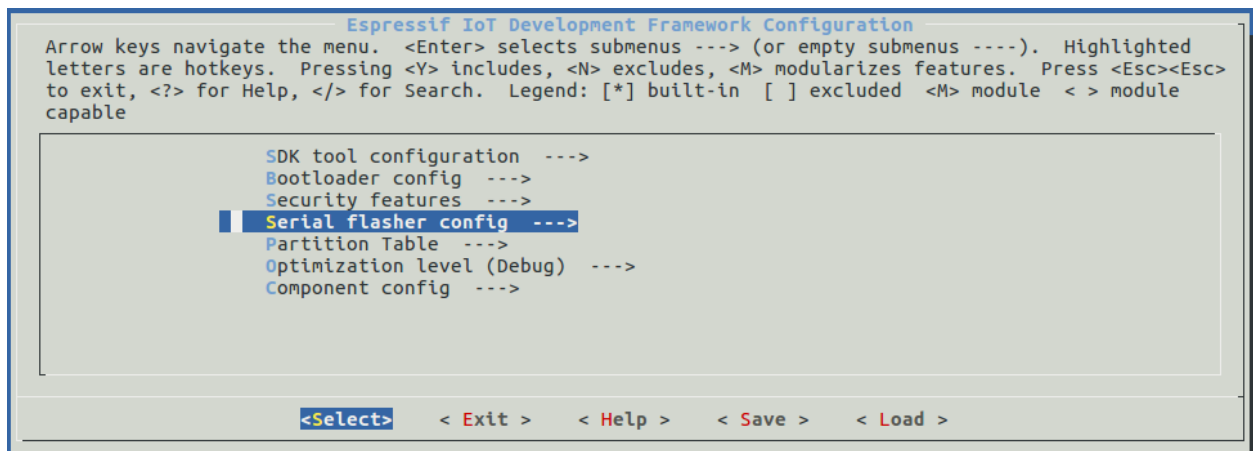 Espressif IoT Development Framework Configuration
Arrow keys navigate the menu.  <Enter> selects submenus ---> (or empty submenus ----).  Highlighted
letters are hotkeys.  Pressing <Y> includes, <N> excludes, <M> modularizes features.  Press <Esc><Esc>
to exit, <?> for Help, </> for Search.  Legend: [*] built-in  [ ] excluded  <M> module  < > module
capable
SDK tool configuration  --->
Bootloader config  --->
Security features  --->
Serial flasher config  --->
Partition Table  --->
Optimization level (Debug)  --->
Component config  --->
<Select>    < Exit >    < Help >    < Save >    < Load >